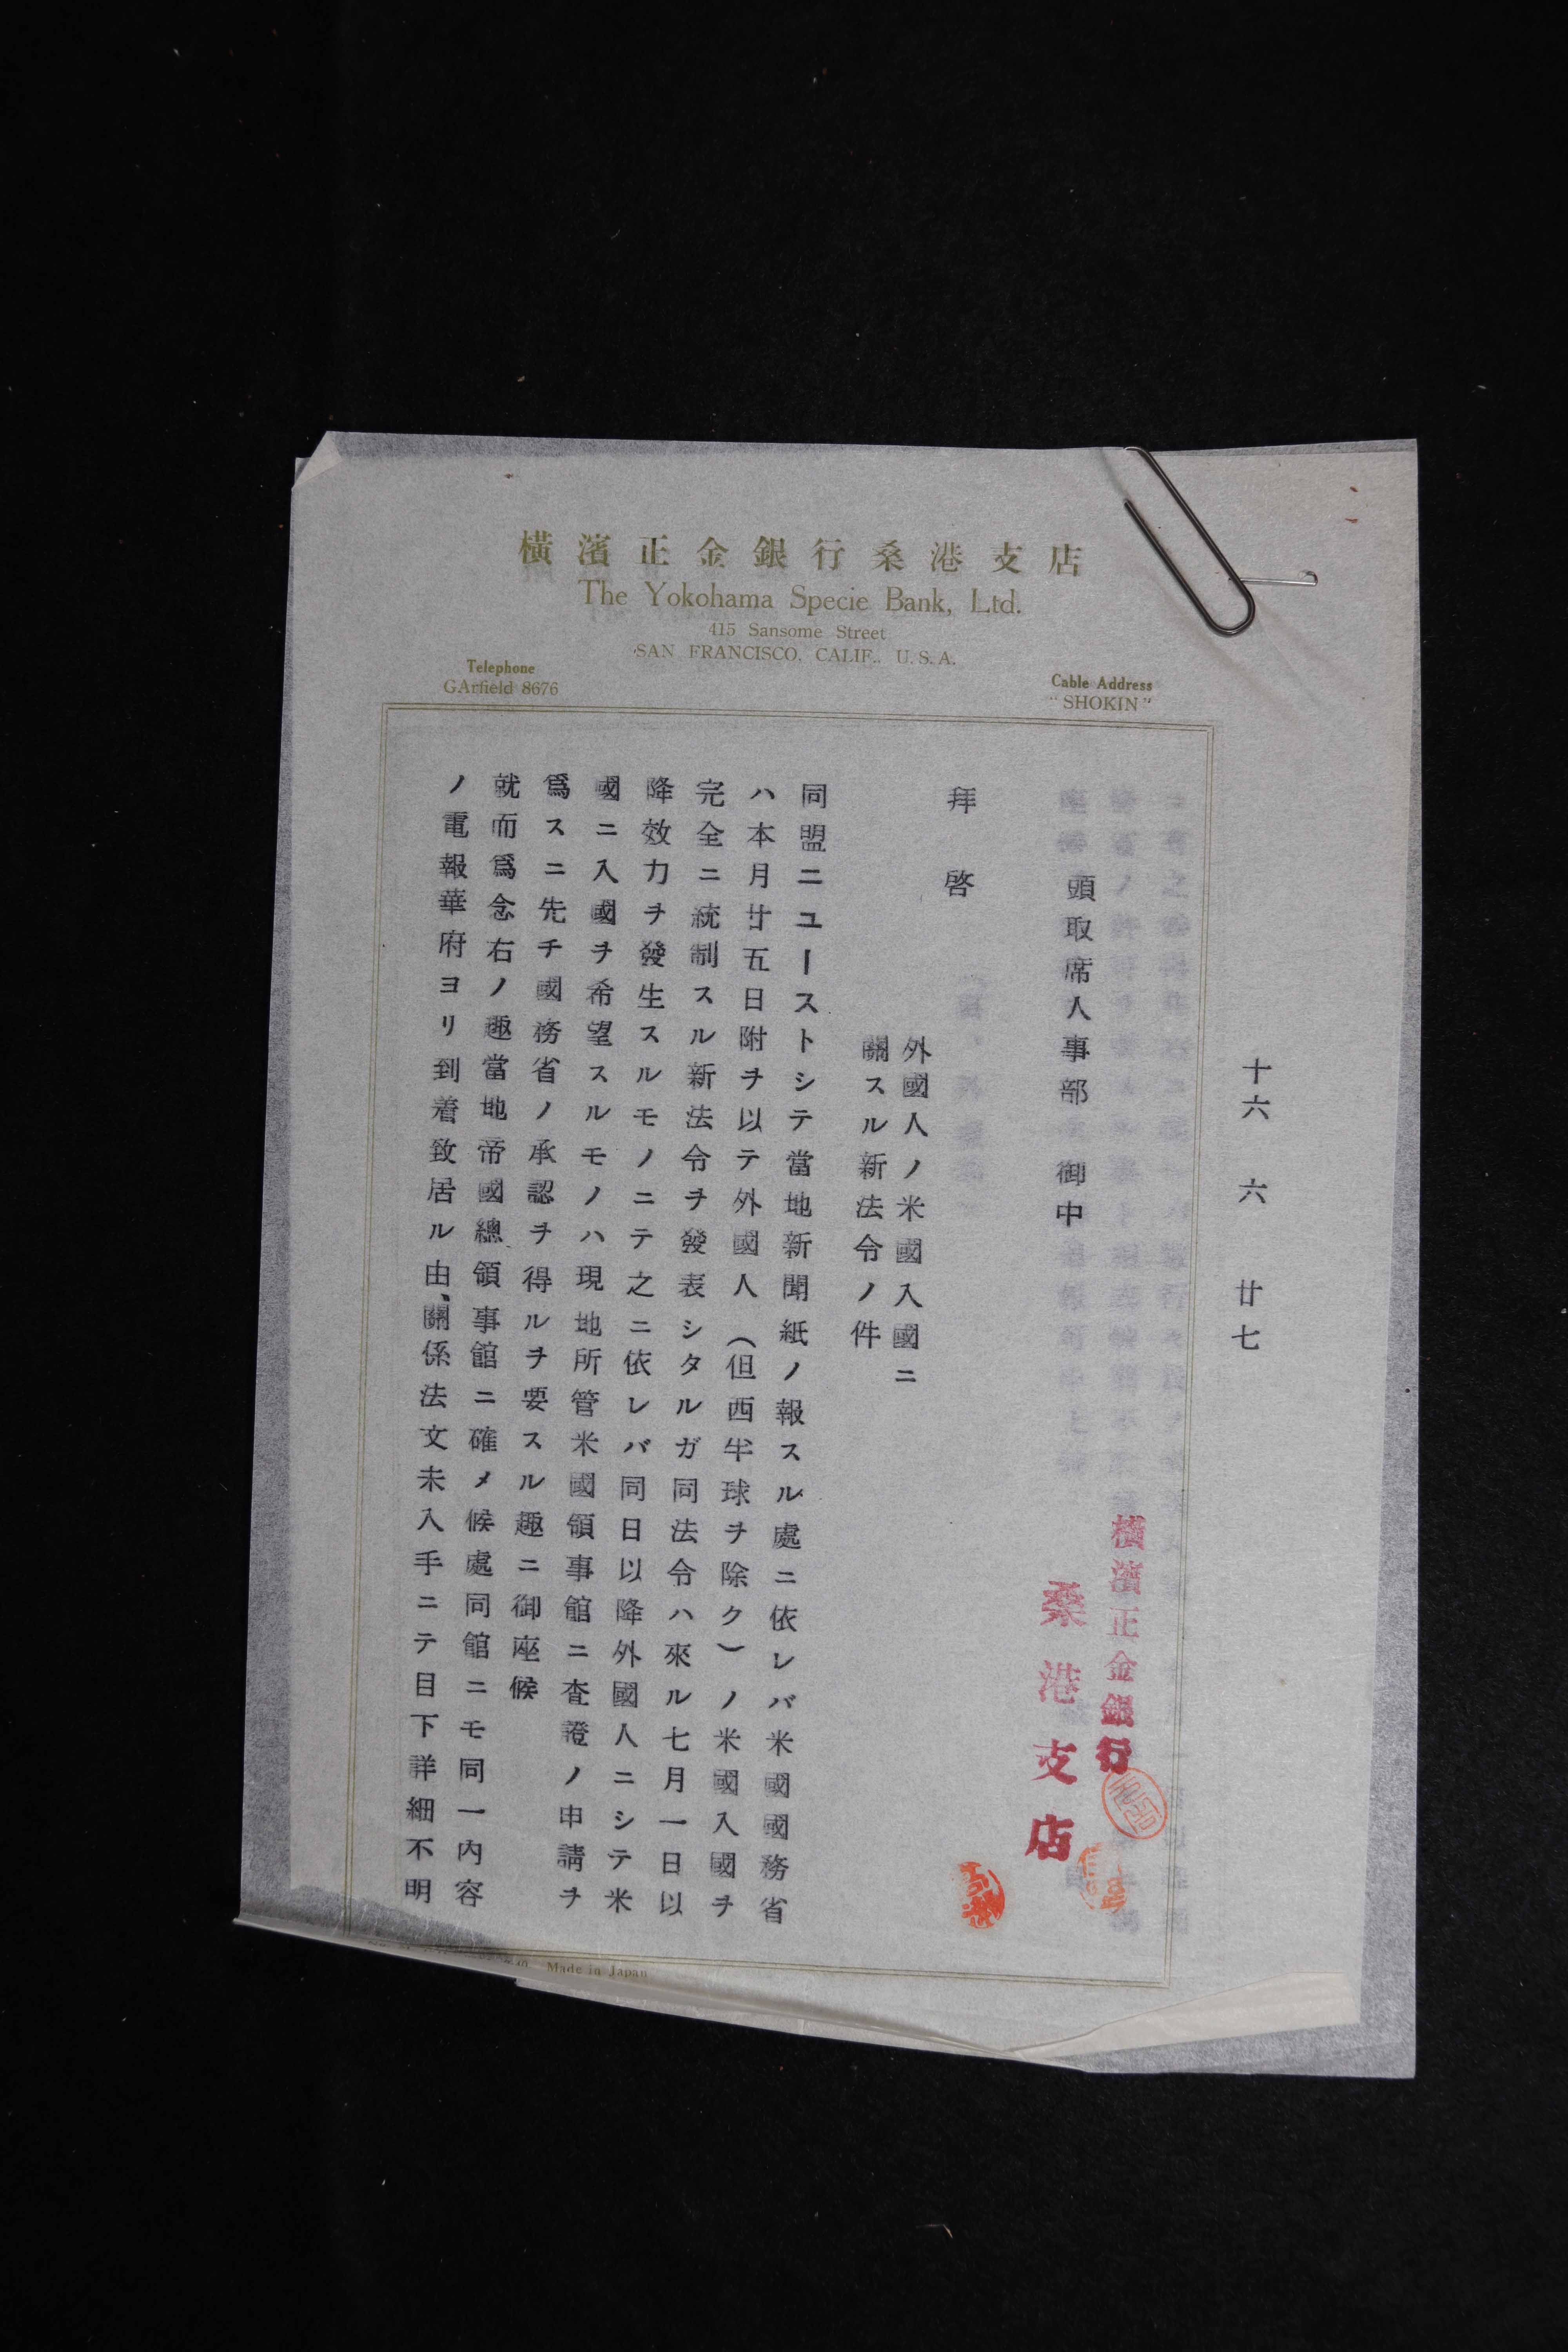 橫濱正金銀行桑港支店
The Yokohama Specie Bank, Ltd.
415 Sansome Street
SAN FRANCISCO, CALIF., U.S.A.
Telephone
GArfield 8676
Cable Address
"SHOKIN"
十六 六 廿七
橫濱正金銀行
桑港支店
頭取席人事部 御中
拜啓
外國人ノ米國入國ニ
關スル新法令ノ件
同盟ニユーストシテ當地新聞紙ノ報スル處ニ依レバ米國國務省
ハ本月廿五日附ヲ以テ外國人（但西半球ヲ除ク）ノ米國入國ヲ
完全ニ統制スル新法令ヲ發表シタルガ同法令ハ來ル七月一日以
降效力ヲ發生スルモノニテ之ニ依レバ同日以降外國人ニシテ米
國ニ入國ヲ希望スルモノハ現地所管米國領事館ニ査證ノ申請ヲ
爲スニ先チ國務省ノ承認ヲ得ルヲ要スル趣ニ御座候
就而爲念右ノ趣當地帝國總領事館ニ確メ候處同館ニモ同一內容
ノ電報華府ヨリ到着致居ル由、關係法文未入手ニテ目下詳細不明
Made in Japan